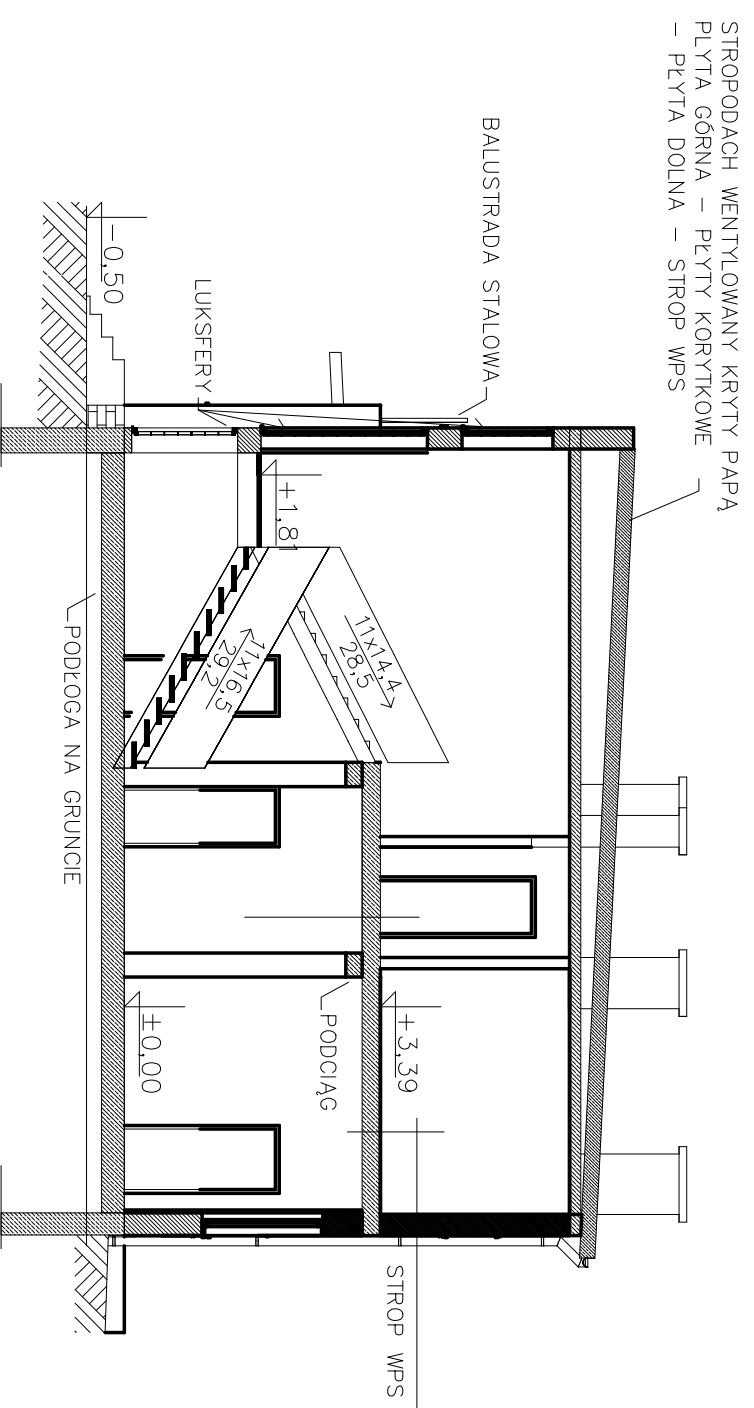 STROPODACH WENTYLOWANY KRYTY PAPĄ
PLYTA GÓRNA – PŁYTY KORYTKOWE
– PŁYTA DOLNA – STROP WPS
BALUSTRADA STALOWA
LUKSFERY
–0,50
+1,81
11x14,4
28,5
11x16,5
29,2
PODŁOGA NA GRUNCIE
PODCIĄG
+3,39
±0,00
STROP WPS